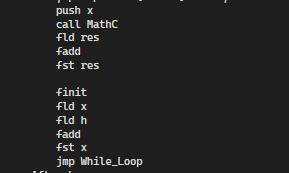 push x
call MathC
fld res
fadd
fst res
finit
fld x
fld h
fadd
fst x
jmp While_Loop